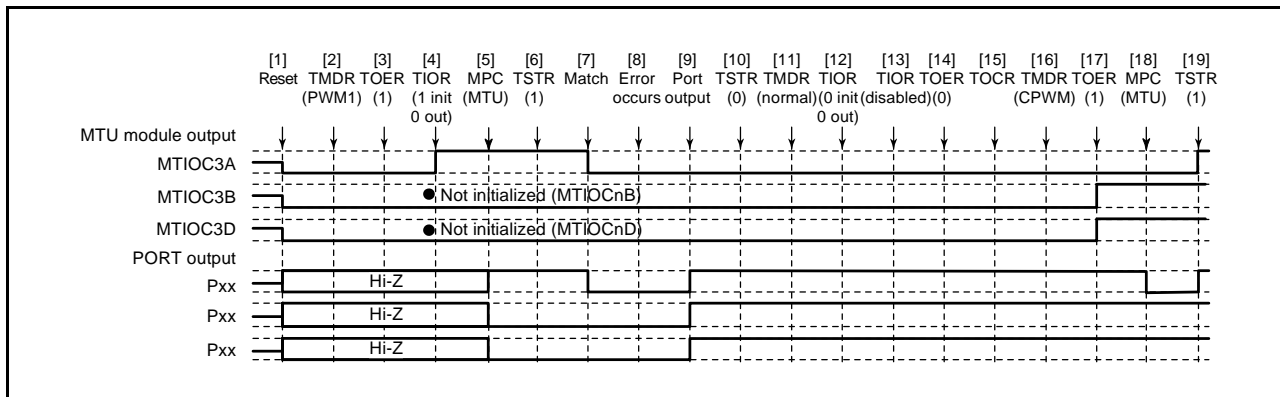 [1] [2] [3] [4] [5] [6] [7] [8] [9] [10] [11] [12] [13] [14] [15] [16] [17] [18] [19]
Reset TMDR TOER TIOR MPC TSTR Match Error Port TSTR TMDR TIOR TIOR TOER TOCR TMDR TOER MPC TSTR
(PWM1) (1) (1 init (MTU) (1) occurs output (0) (normal) (0 init (disabled) (0) (CPWM) (1) (MTU) (1)
0 out) 0 out)
MTU module output
MTIOC3A
MTIOC3B ● Not initialized (MTIOCnB)
MTIOC3D ● Not initialized (MTIOCnD)
PORT output
Pxx Hi-Z
Pxx Hi-Z
Pxx Hi-Z